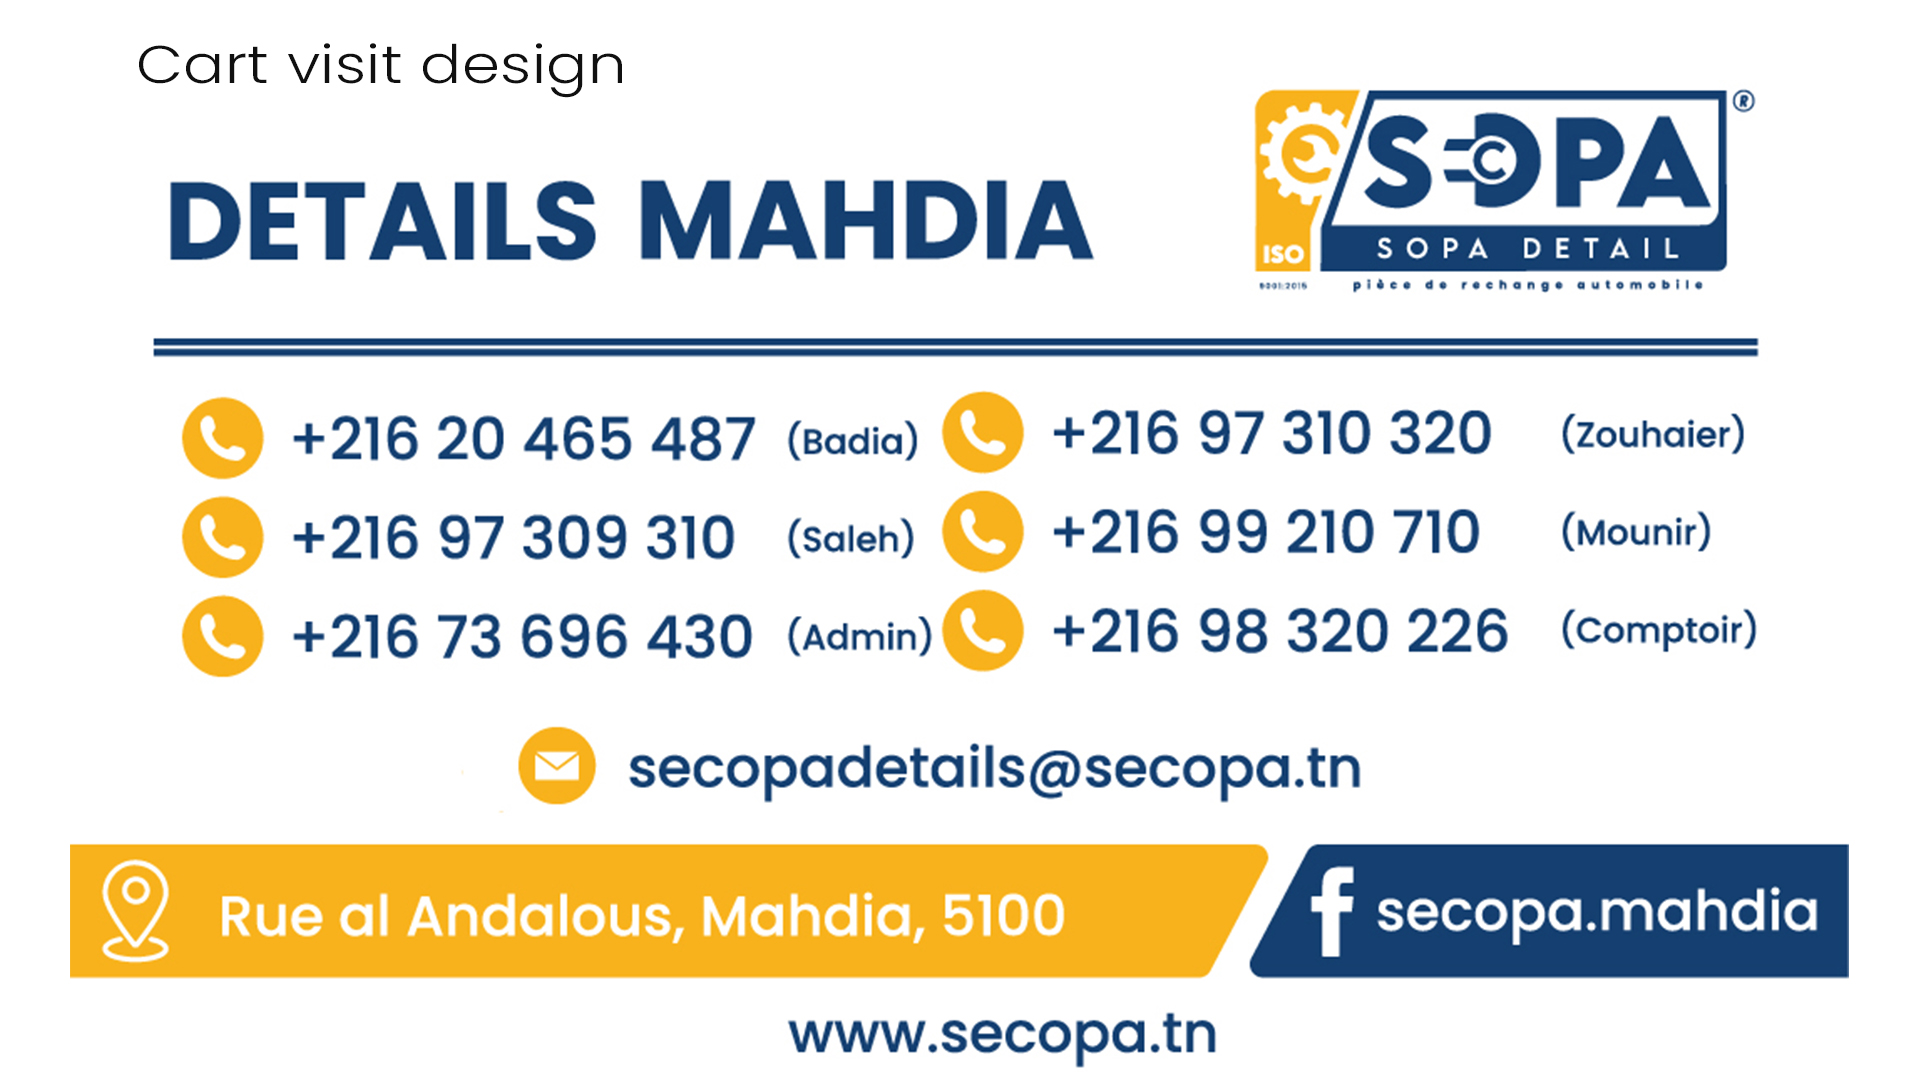 Cart visit design
DETAILS MAHDIA
SECOPA
®
ISO
SOPA DETAIL
9001:2015
pièce de rechange automobile
+216 20 465 487 (Badia)
+216 97 310 320 (Zouhaier)
+216 97 309 310 (Saleh)
+216 99 210 710 (Mounir)
+216 73 696 430 (Admin)
+216 98 320 226 (Comptoir)
secopadetails@secopa.tn
Rue al Andalous, Mahdia, 5100
secopa.mahdia
www.secopa.tn